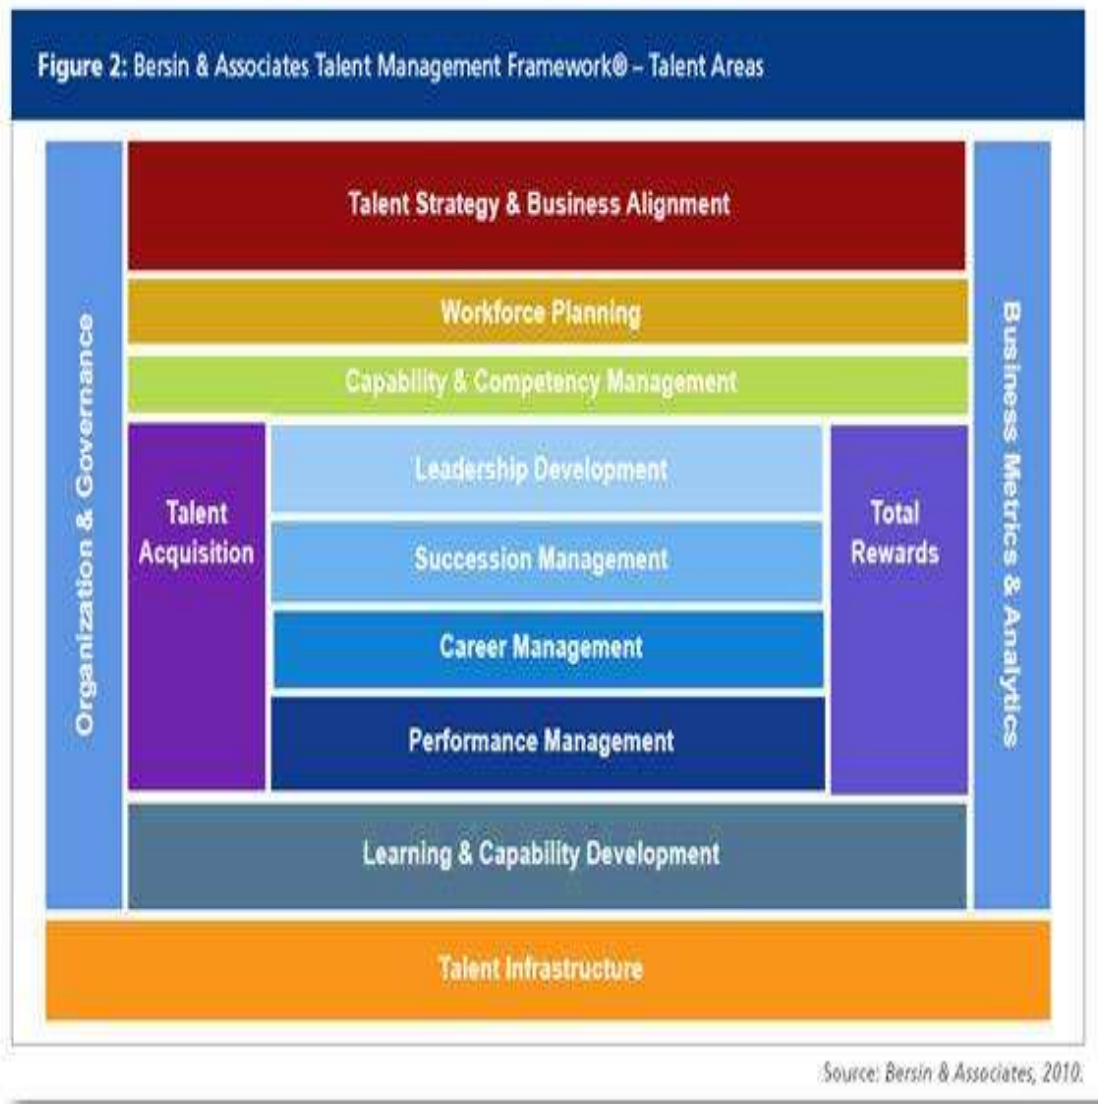 Figure 2: Bersin & Associates Talent Management Framework® – Talent Areas
Organization & Governance
Talent Strategy & Business Alignment
Workforce Planning
Capability & Competency Management
Talent
Acquisition
Leadership Development
Succession Management
Career Management
Performance Management
Total
Rewards
Business Metrics & Analytics
Learning & Capability Development
Talent Infrastructure
Source: Bersin & Associates, 2010.